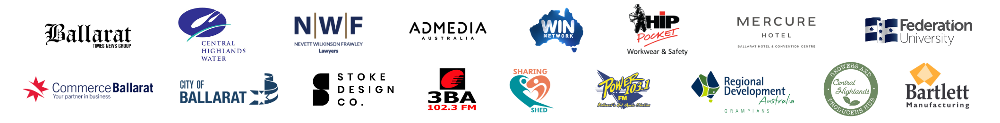 Ballarat
TIMES NEWS GROUP
CENTRAL
HIGHLANDS
WATER
N|W|F
NEVETT WILKINSON FRAWLEY
Lawyers
ADMEDIA
AUSTRALIA
WIN
NETWORK
HIP
POCKET
Workwear & Safety
MERCURE
HOTEL
BALLARAT HOTEL & CONVENTION CENTRE
Federation
University
Commerce Ballarat
Your partner in business
CITY OF
BALLARAT
STOKE
DESIGN
CO.
3BA
102.3 FM
SHARING
SHED
POWER
103.1
FM
Ballarat's Hit Music Station
Regional
Development
Australia
GRAMPIANS
GROWERS AND
Central
Highlands
PRODUCERS HUB
Bartlett
Manufacturing